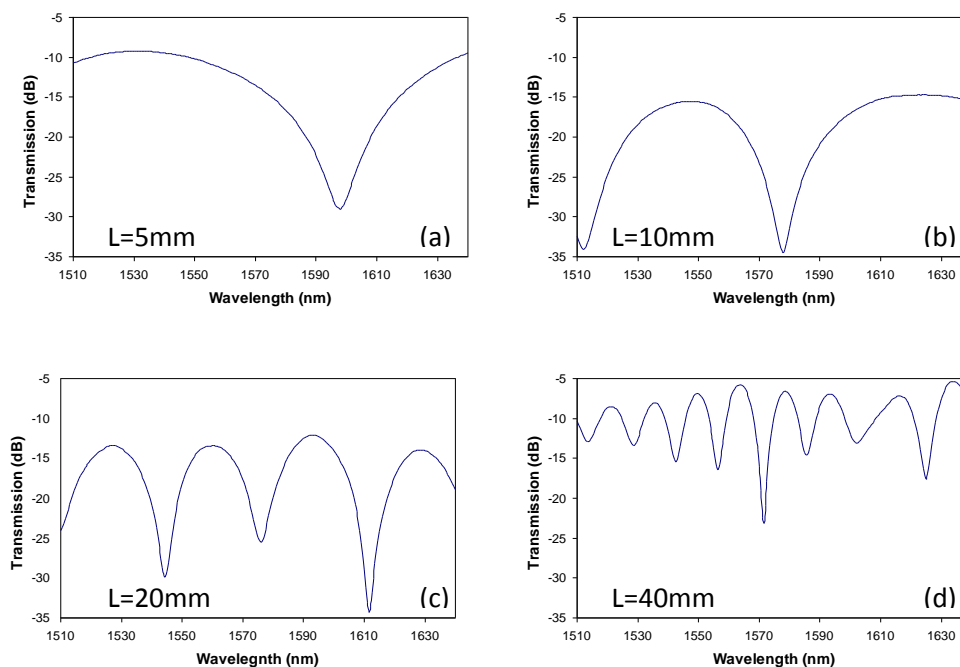 -5
-10
-15
-20
-25
-30
-35
Transmission (dB)
L=5mm
(a)
1510 1530 1550 1570 1590 1610 1630
Wavelength (nm)
-5
-10
-15
-20
-25
-30
-35
Transmission (dB)
L=10mm
(b)
1510 1530 1550 1570 1590 1610 1630
Wavelength (nm)
-5
-10
-15
-20
-25
-30
-35
Transmission (dB)
L=20mm
(c)
1510 1530 1550 1570 1590 1610 1630
Wavelegnth (nm)
-5
-10
-15
-20
-25
-30
-35
Transmission (dB)
L=40mm
(d)
1510 1530 1550 1570 1590 1610 1630
Wavelength (nm)